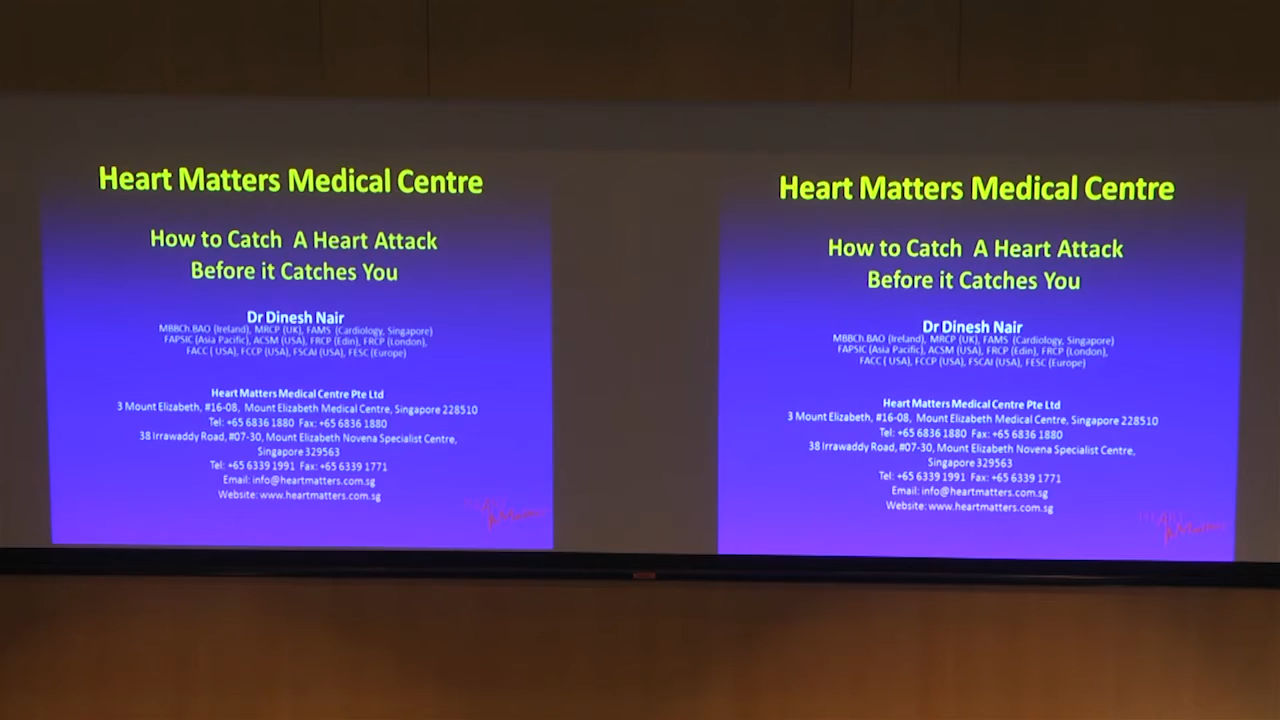 Heart Matters Medical Centre
How to Catch A Heart Attack
Before it Catches You
Dr Dinesh Nair
MBBCh.BAO (Ireland), MRCP (UK), FAMS (Cardiology, Singapore)
FAPSIC (Asia Pacific), ACSM (USA), FRCP (Edin), FRCP (London),
FACC ( USA), FCCP (USA), FSCAI (USA), FESC (Europe)
Heart Matters Medical Centre Pte Ltd
3 Mount Elizabeth, #16-08, Mount Elizabeth Medical Centre, Singapore 228510
Tel: +65 6836 1880 Fax: +65 6836 1880
38 Irrawaddy Road, #07-30, Mount Elizabeth Novena Specialist Centre,
Singapore 329563
Tel: +65 6339 1991 Fax: +65 6339 1771
Email: info@heartmatters.com.sg
Website: www.heartmatters.com.sg
Heart Matters Medical Centre
How to Catch A Heart Attack
Before it Catches You
Dr Dinesh Nair
MBBCh.BAO (Ireland), MRCP (UK), FAMS (Cardiology, Singapore)
FAPSIC (Asia Pacific), ACSM (USA), FRCP (Edin), FRCP (London),
FACC ( USA), FCCP (USA), FSCAI (USA), FESC (Europe)
Heart Matters Medical Centre Pte Ltd
3 Mount Elizabeth, #16-08, Mount Elizabeth Medical Centre, Singapore 228510
Tel: +65 6836 1880 Fax: +65 6836 1880
38 Irrawaddy Road, #07-30, Mount Elizabeth Novena Specialist Centre,
Singapore 329563
Tel: +65 6339 1991 Fax: +65 6339 1771
Email: info@heartmatters.com.sg
Website: www.heartmatters.com.sg